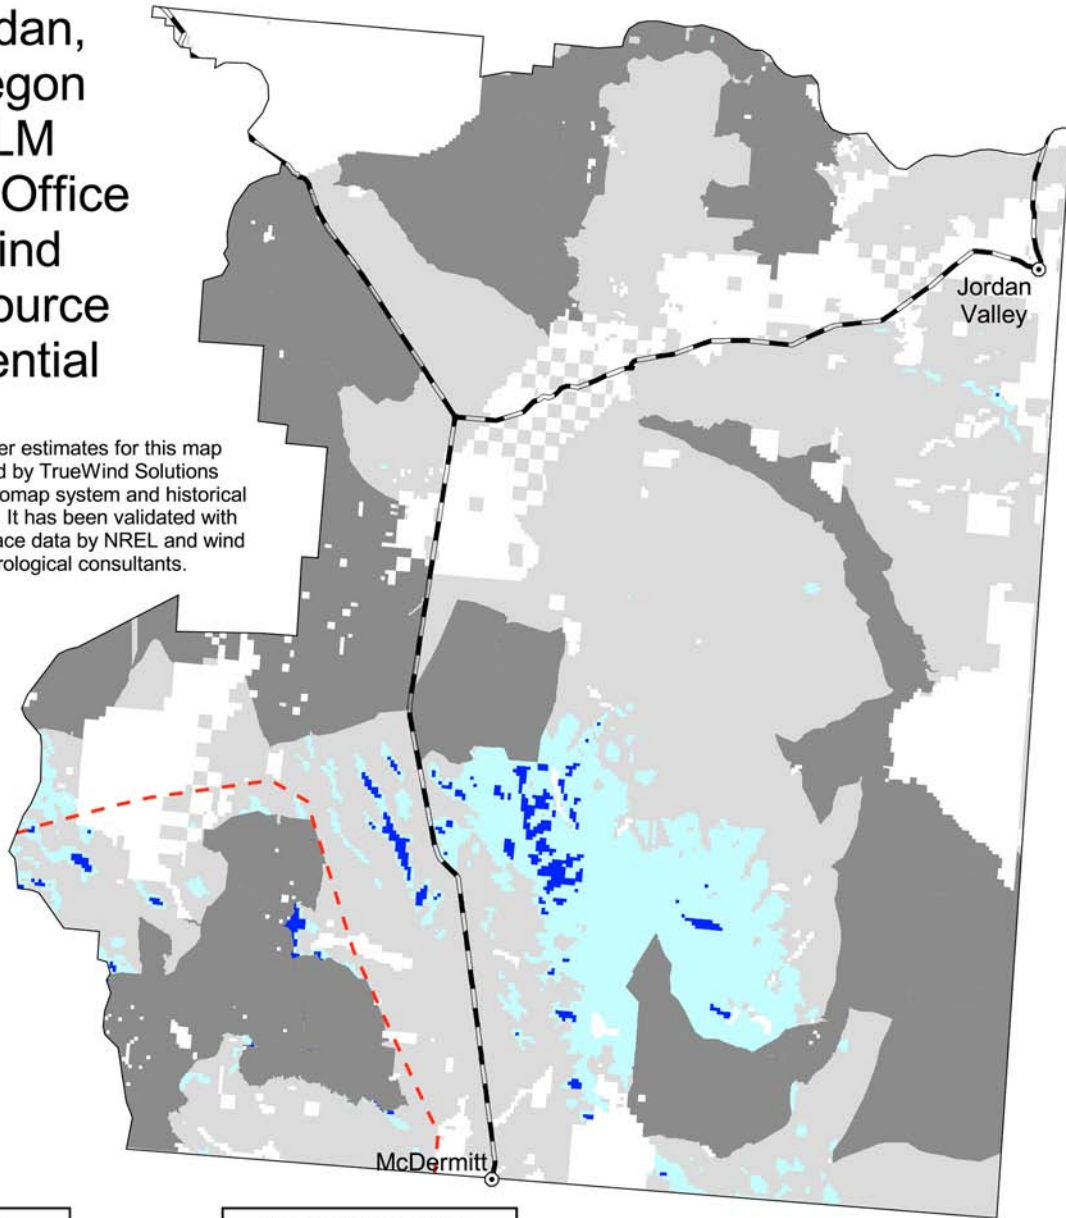 dan,
egon
LM
Office
ind
ource
ential
er estimates for this map
d by TrueWind Solutions
omap system and historical
. It has been validated with
ace data by NREL and wind
rological consultants.
Jordan
Valley
McDermitt